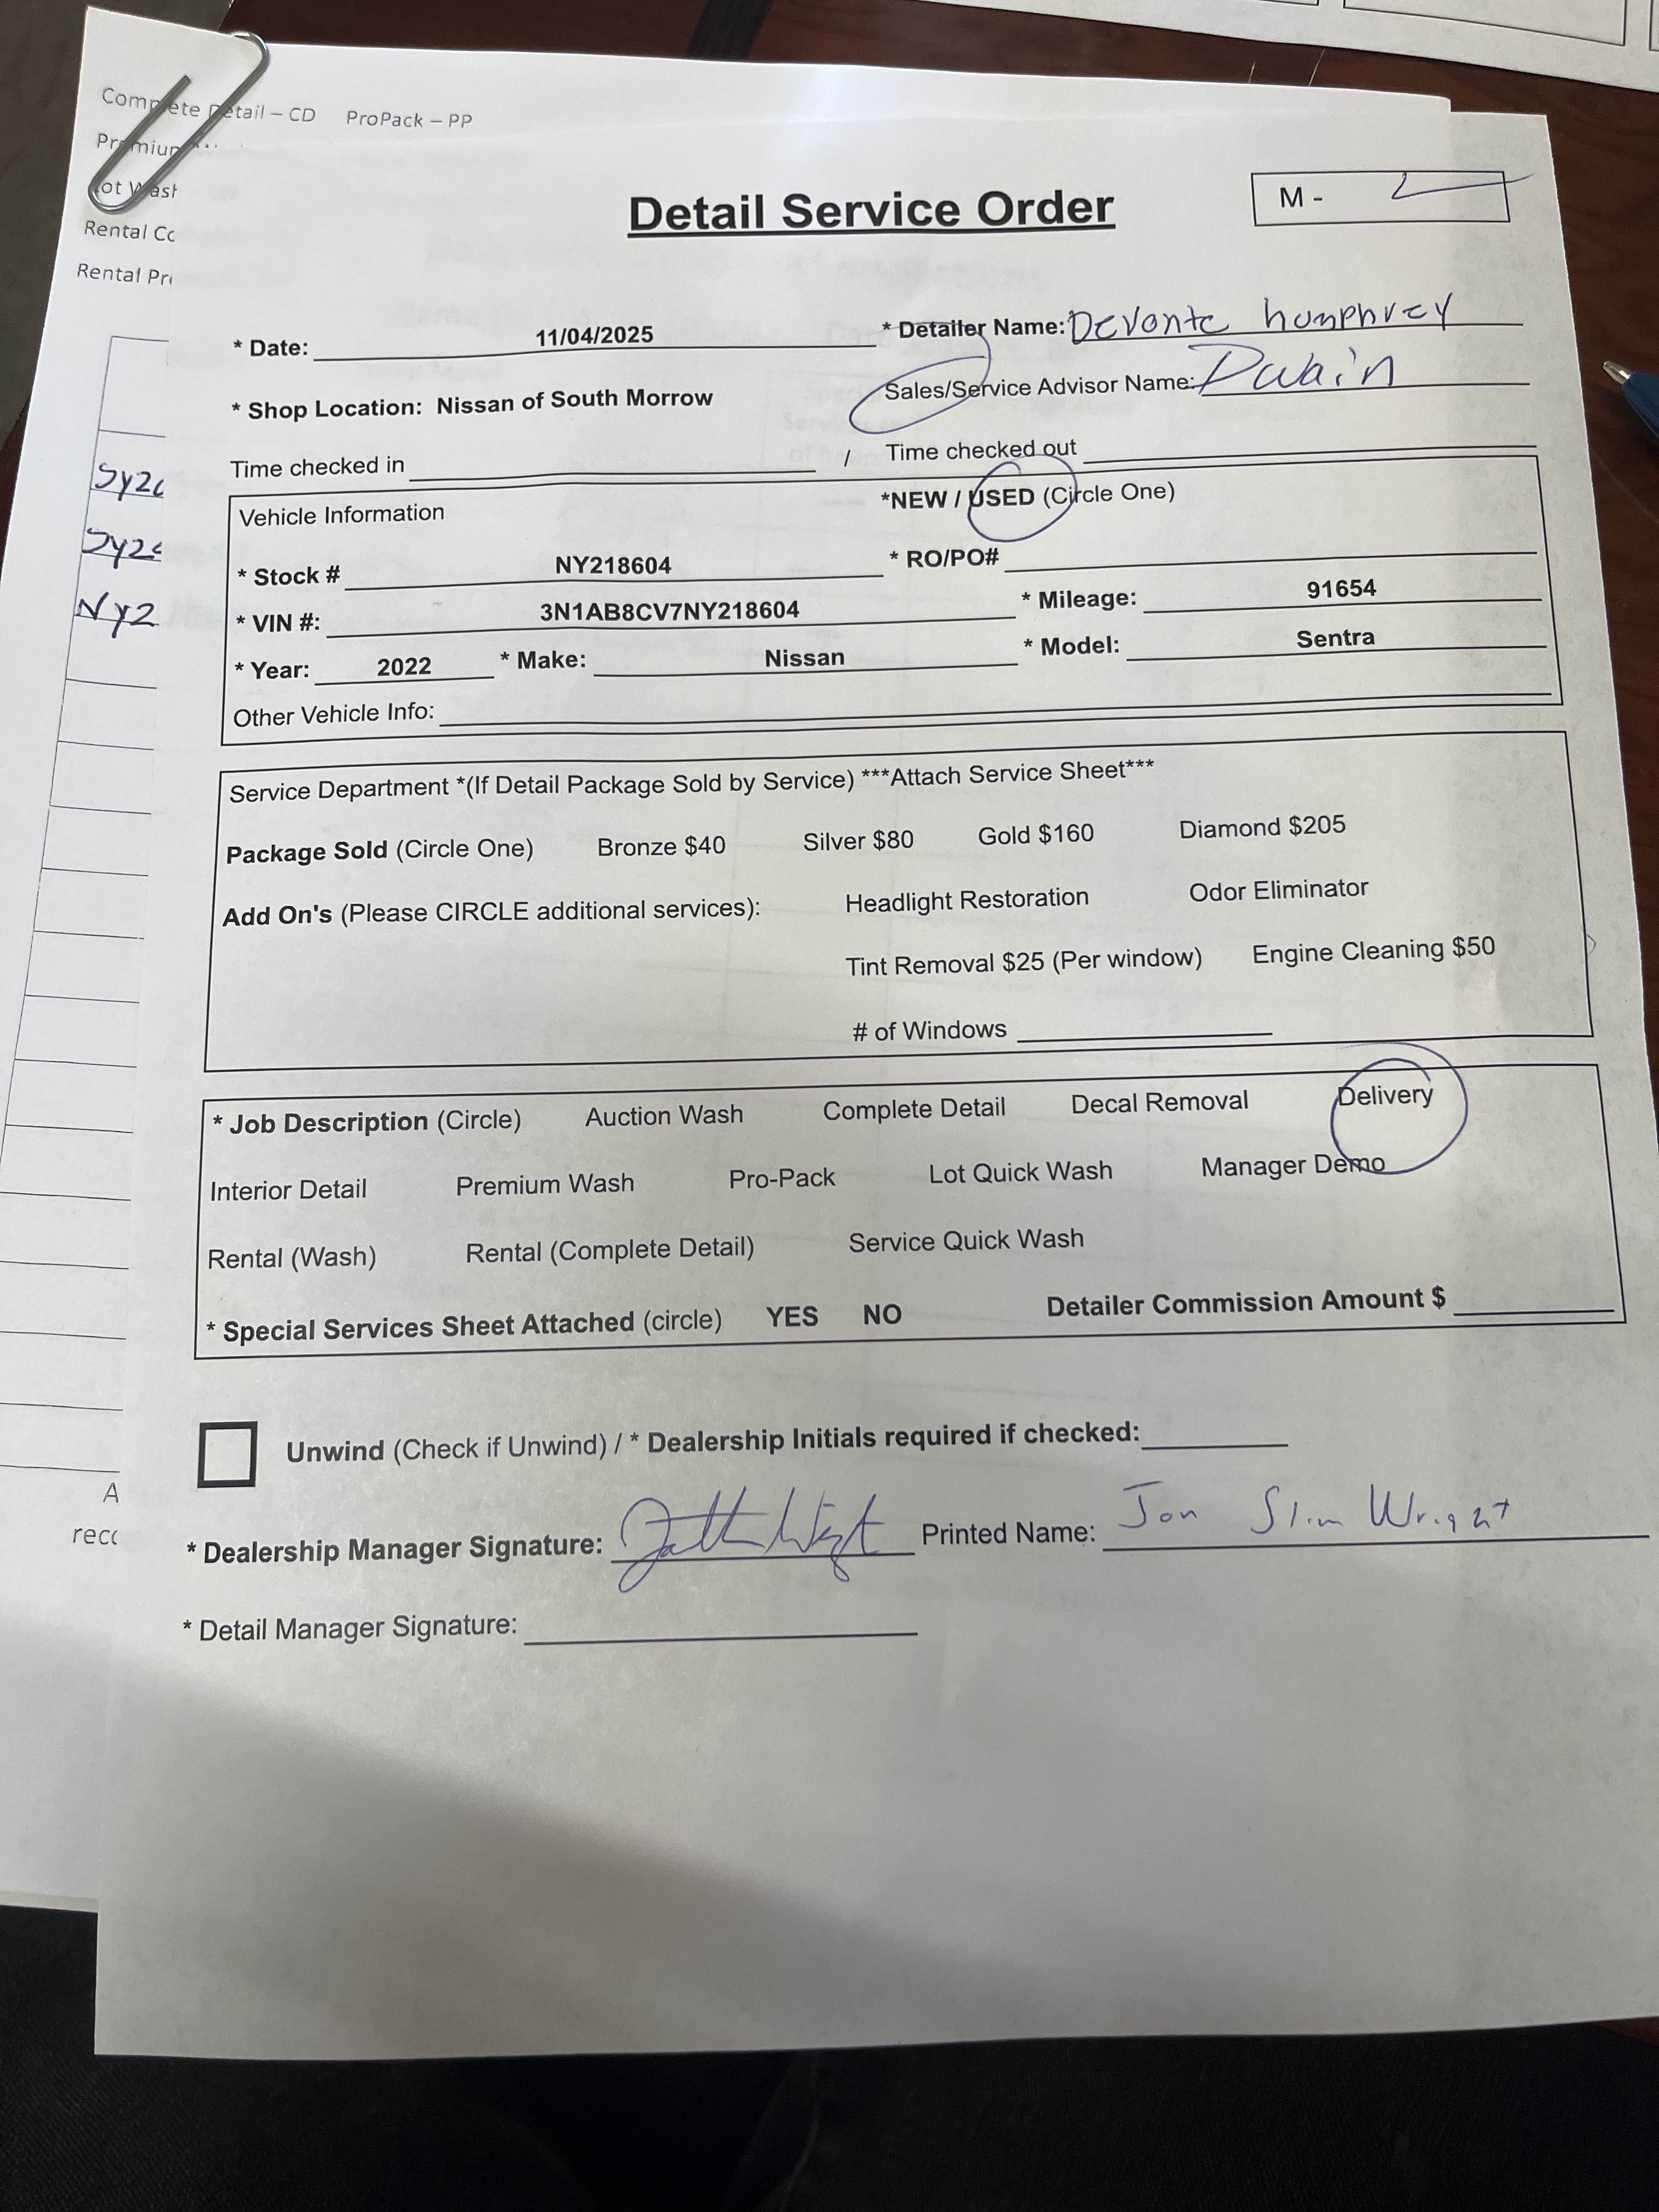 Complete Detail – CD ProPack – PP
Premium
Lot Wash
Rental Co
Rental Pr
Detail Service Order
M -
* Date: 11/04/2025 * Detailer Name: Devonte humphrey
* Shop Location: Nissan of South Morrow Sales/Service Advisor Name: Dwain
Time checked in / Time checked out
Vehicle Information *NEW / USED (Circle One)
* Stock # NY218604 * RO/PO#
* VIN #: 3N1AB8CV7NY218604 * Mileage: 91654
* Year: 2022 * Make: Nissan * Model: Sentra
Other Vehicle Info:
Service Department *(If Detail Package Sold by Service) ***Attach Service Sheet***
Package Sold (Circle One) Bronze $40 Silver $80 Gold $160 Diamond $205
Add On's (Please CIRCLE additional services): Headlight Restoration Odor Eliminator
Tint Removal $25 (Per window) Engine Cleaning $50
# of Windows
* Job Description (Circle) Auction Wash Complete Detail Decal Removal Delivery
Interior Detail Premium Wash Pro-Pack Lot Quick Wash Manager Demo
Rental (Wash) Rental (Complete Detail) Service Quick Wash
* Special Services Sheet Attached (circle) YES NO Detailer Commission Amount $
Unwind (Check if Unwind) / * Dealership Initials required if checked:
* Dealership Manager Signature: Printed Name: Jon Slim Wright
* Detail Manager Signature:
Sy2
Sy2
Ny2
A
rec